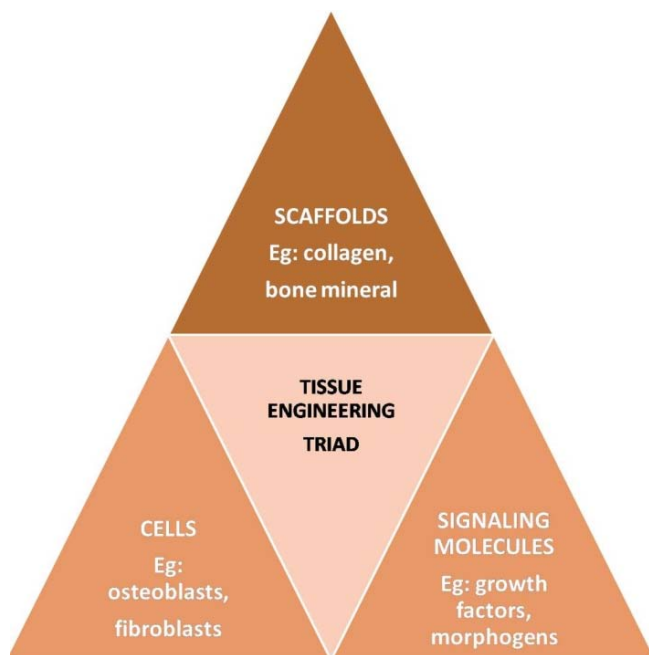 SCAFFOLDS
Eg: collagen,
bone mineral
TISSUE
ENGINEERING
TRIAD
CELLS
Eg:
osteoblasts,
fibroblasts
SIGNALING
MOLECULES
Eg: growth
factors,
morphogens